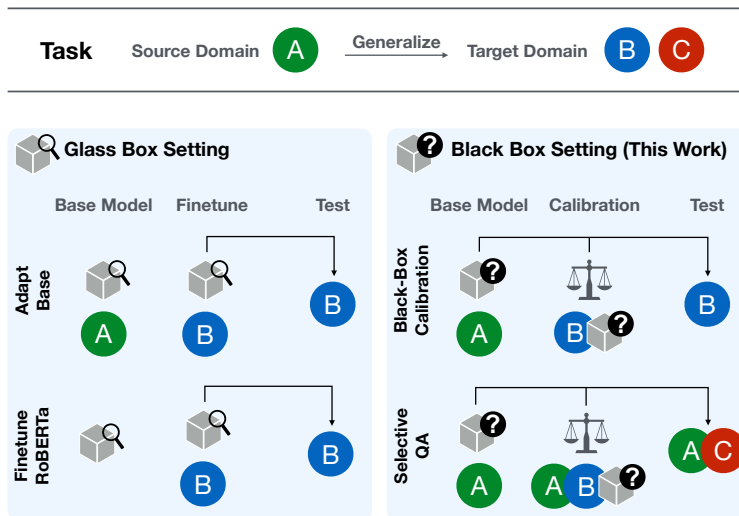 Task Source Domain A Generalize Target Domain B C
? Glass Box Setting
? Black Box Setting (This Work)
Base Model Finetune Test
Adapt Base
A B B
Finetune RoBERTa
B B
Base Model Calibration Test
Black-Box Calibration
? A B ? B
Selective QA
? A A B ? A C